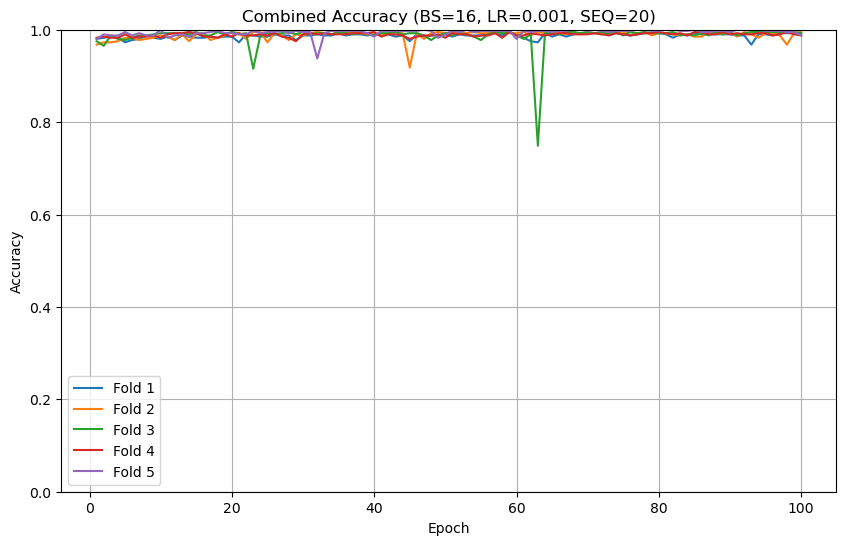 Combined Accuracy (BS=16, LR=0.001, SEQ=20)
1.0
0.8
0.6
0.4
0.2
0.0
Accuracy
Fold 1
Fold 2
Fold 3
Fold 4
Fold 5
0 20 40 60 80 100
Epoch